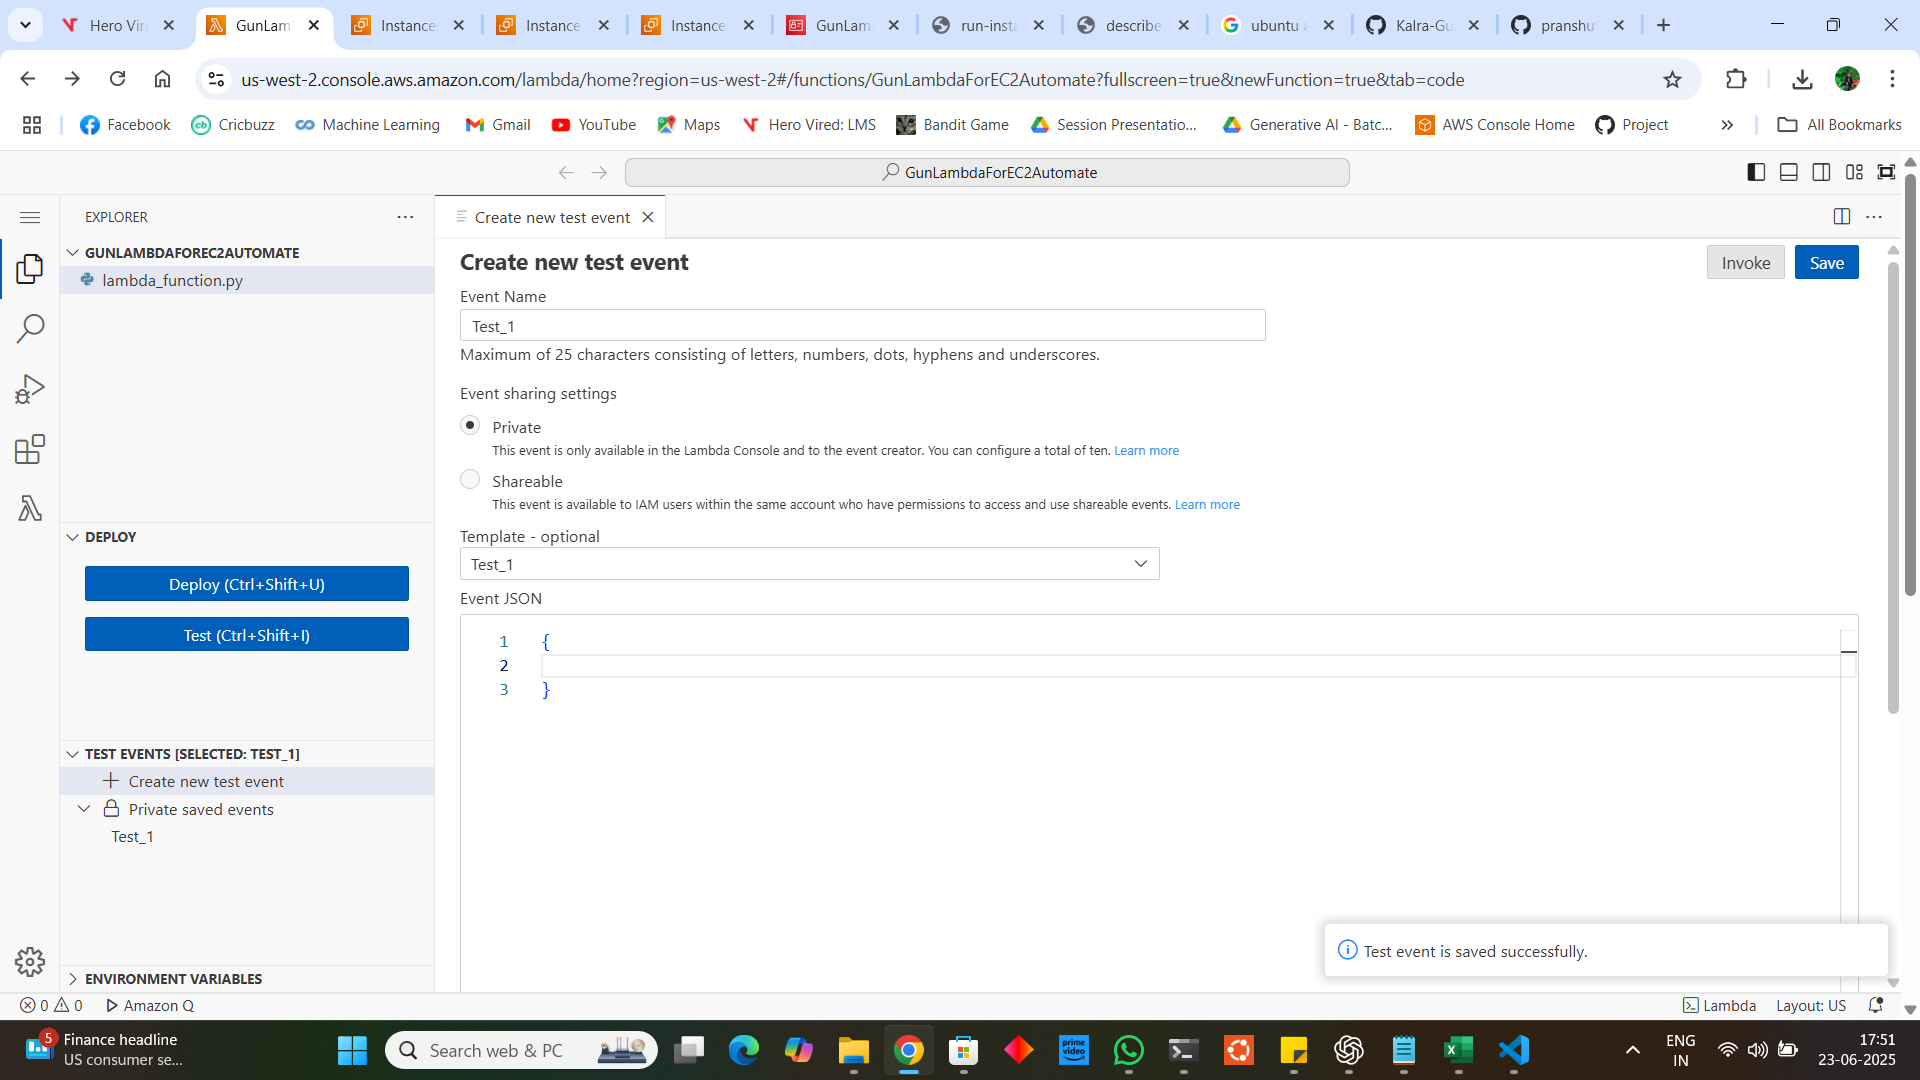 Hero Vir
GunLam
Instance
Instance
Instance
GunLam
run-inst
describe
ubuntu a
Kalra-Gu
pranshu
us-west-2.console.aws.amazon.com/lambda/home?region=us-west-2#/functions/GunLambdaForEC2Automate?fullscreen=true&newFunction=true&tab=code
Facebook
Cricbuzz
Machine Learning
Gmail
YouTube
Maps
Hero Vired: LMS
Bandit Game
Session Presentatio...
Generative AI - Batc...
AWS Console Home
Project
All Bookmarks
GunLambdaForEC2Automate
EXPLORER
GUNLAMBDAFOREC2AUTOMATE
lambda_function.py
DEPLOY
Deploy (Ctrl+Shift+U)
Test (Ctrl+Shift+I)
TEST EVENTS [SELECTED: TEST_1]
Create new test event
Private saved events
Test_1
ENVIRONMENT VARIABLES
Create new test event
Create new test event
Invoke
Save
Event Name
Test_1
Maximum of 25 characters consisting of letters, numbers, dots, hyphens and underscores.
Event sharing settings
Private
This event is only available in the Lambda Console and to the event creator. You can configure a total of ten. Learn more
Shareable
This event is available to IAM users within the same account who have permissions to access and use shareable events. Learn more
Template - optional
Test_1
Event JSON
1 {
2
3 }
Test event is saved successfully.
0 0 Amazon Q
Lambda
Layout: US
5
Finance headline
US consumer se...
Search web & PC
prime video
ENG
IN
17:51
23-06-2025